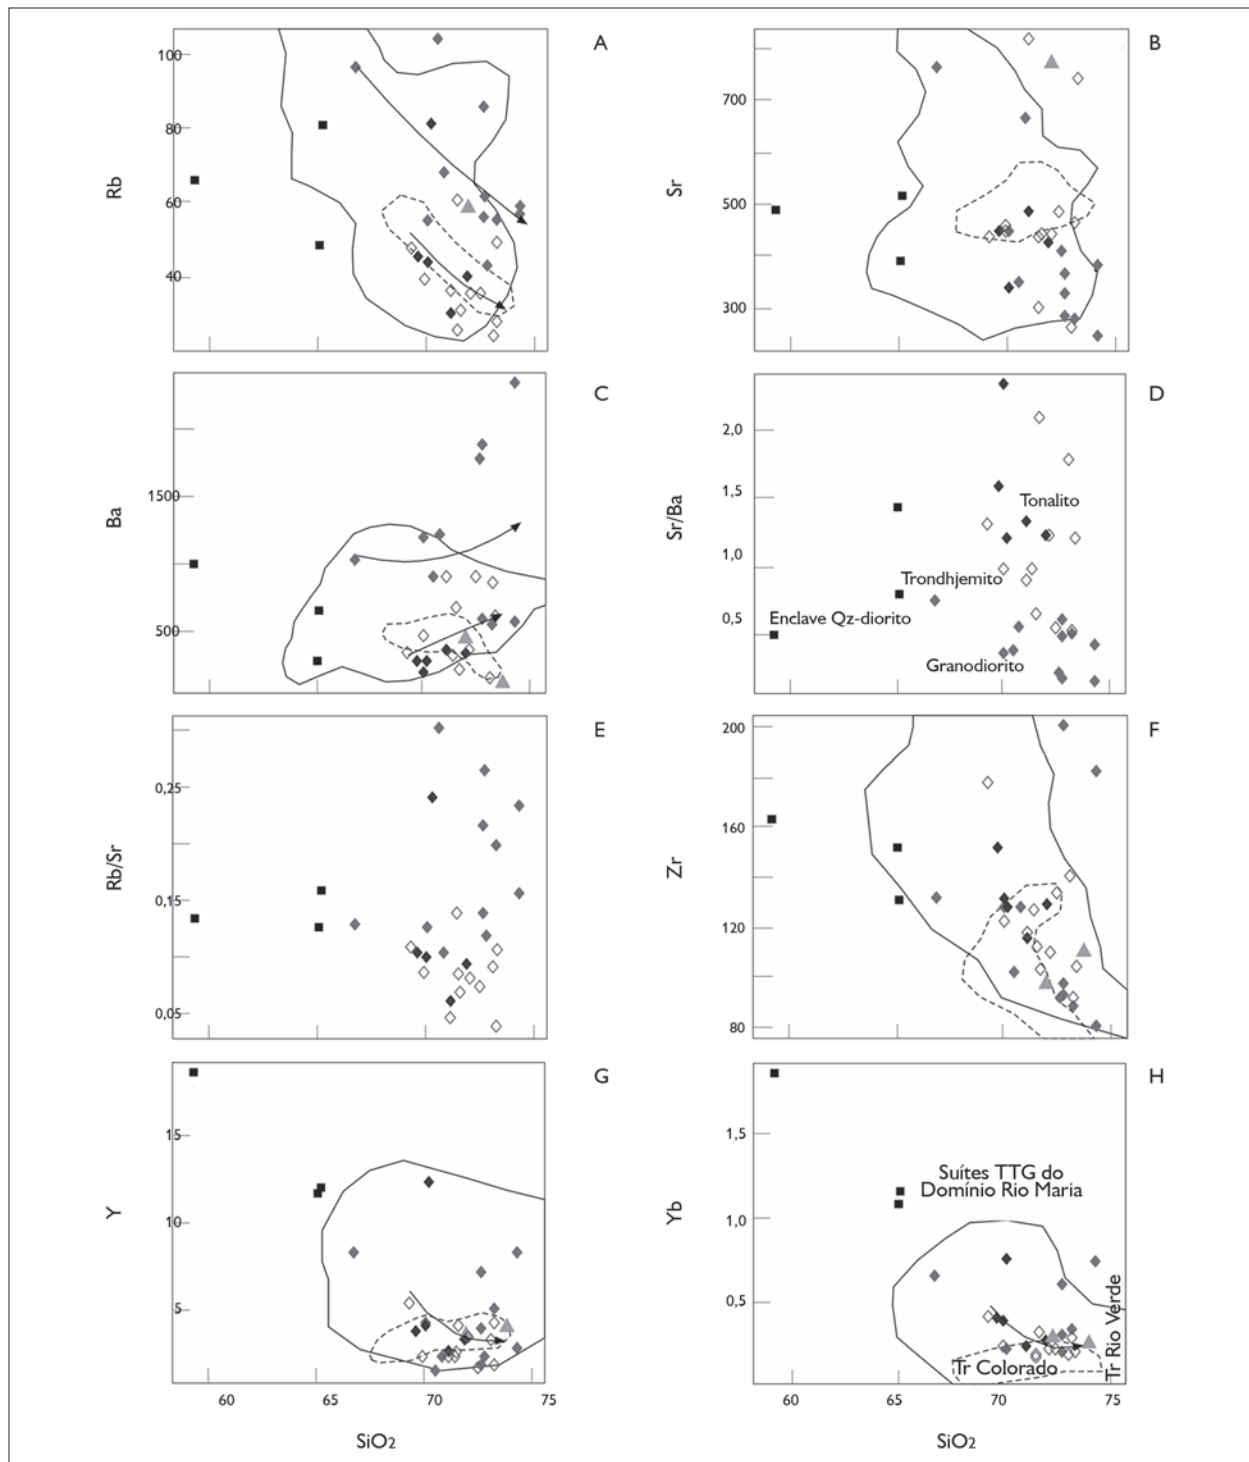 A
100
80
60
40
Rb
B
700
500
300
Sr
C
1500
500
Ba
D
2,0
1,5
1,0
0,5
Sr/Ba
Tonalito
Trondhjemito
Enclave Qz-diorito
Granodiorito
E
0,25
0,15
0,05
Rb/Sr
F
200
160
120
80
Zr
G
15
10
5
Y
60
65
70
75
SiO2
H
1,5
1,0
0,5
Yb
Suítes TTG do
Domínio Rio Maria
Tr Colorado
Tr Rio Verde
60
65
70
75
SiO2